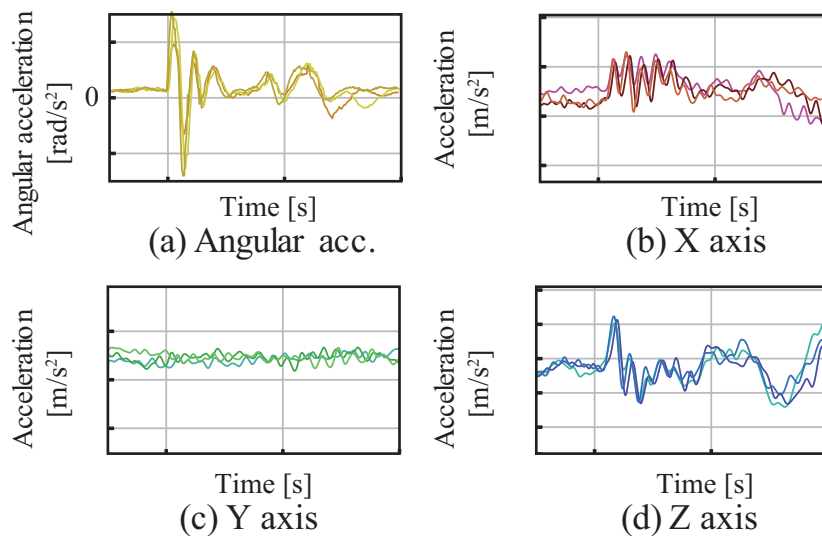 Angular acceleration
[rad/s²]
0
Time [s]
(a) Angular acc.
Acceleration
[m/s²]
Time [s]
(b) X axis
Acceleration
[m/s²]
Time [s]
(c) Y axis
Acceleration
[m/s²]
Time [s]
(d) Z axis